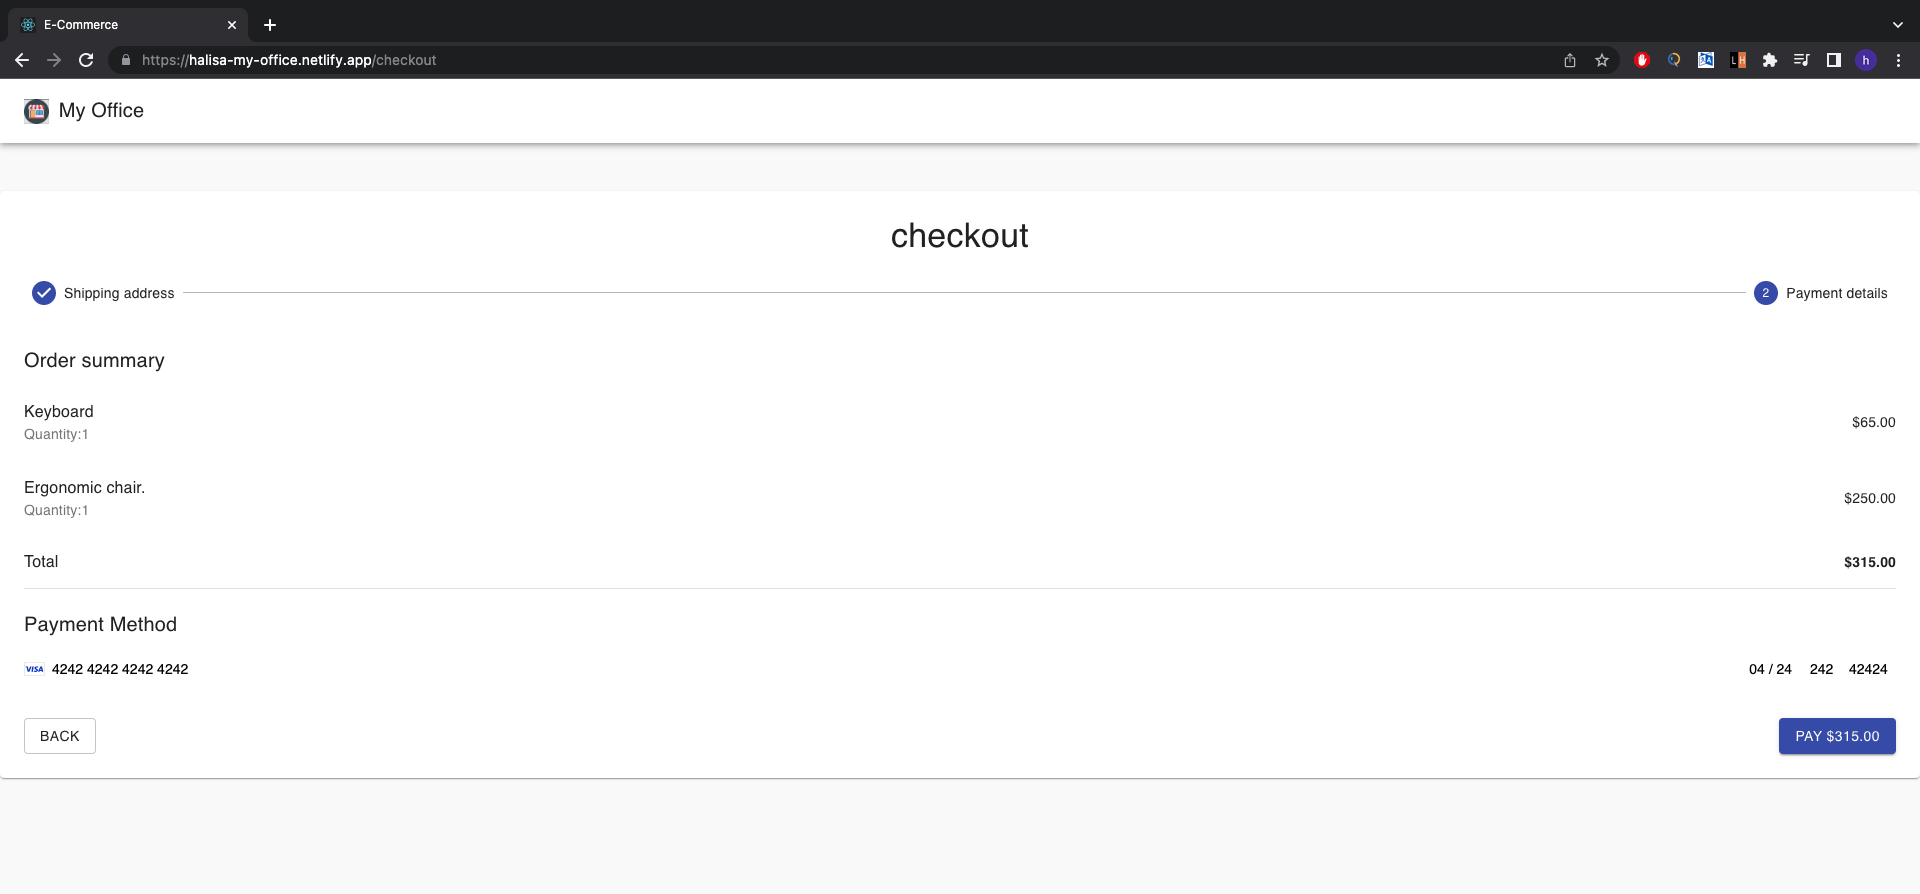 E-Commerce
https://halisa-my-office.netlify.app/checkout
h
My Office
checkout
Shipping address
2 Payment details
Order summary
Keyboard
Quantity:1
$65.00
Ergonomic chair.
Quantity:1
$250.00
Total $315.00
Payment Method
VISA 4242 4242 4242 4242 04 / 24 242 42424
BACK PAY $315.00